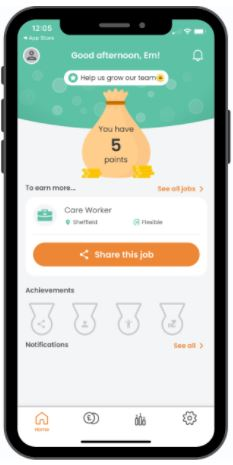 12:05
◂ App Store
Good afternoon, Em!
Help us grow our team
You have
5
points
To earn more...
See all jobs >
Care Worker
Sheffield
Flexible
Share this job
Achievements
Notifications
See all >
Home